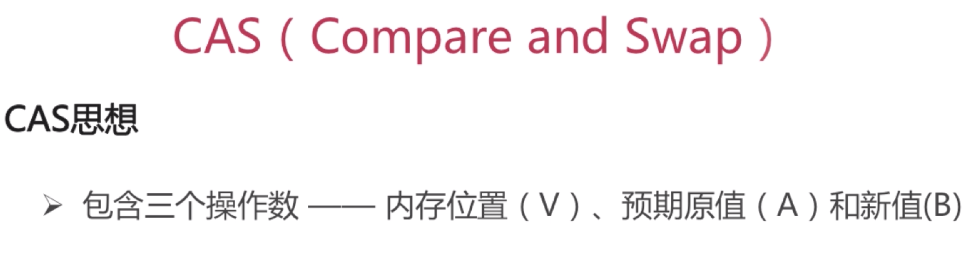 CAS（Compare and Swap）
CAS思想
➢ 包含三个操作数 —— 内存位置（V）、预期原值（A）和新值(B)